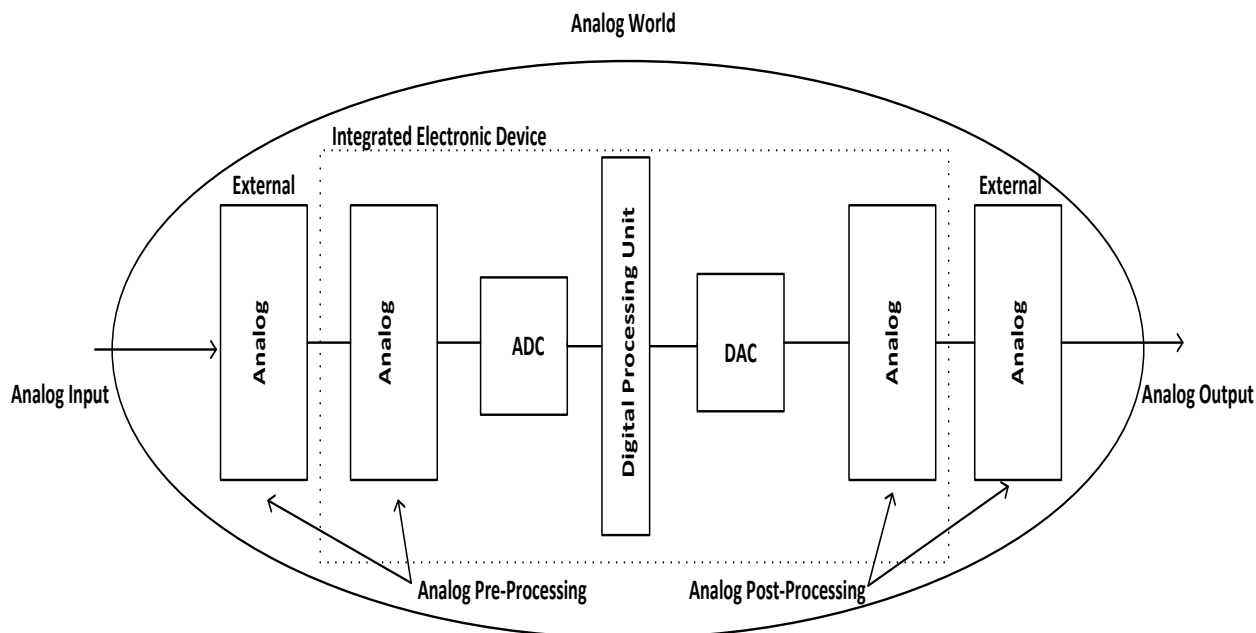 Analog World
Integrated Electronic Device
External
External
Analog
Analog
ADC
Digital Processing Unit
DAC
Analog
Analog
Analog Input
Analog Output
Analog Pre-Processing
Analog Post-Processing